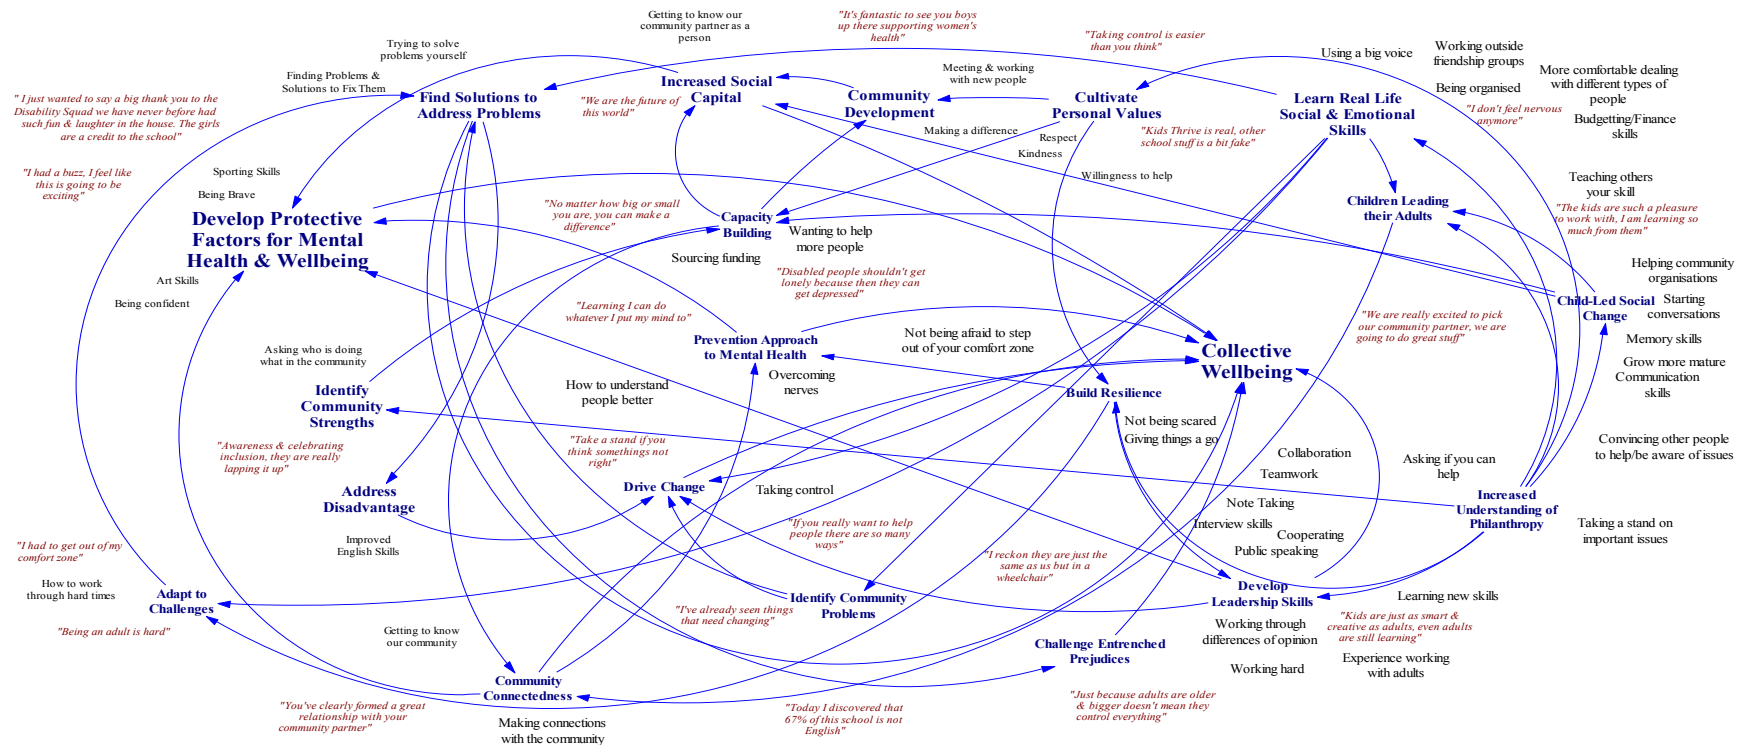 Getting to know our
community partner as a
person
"It's fantastic to see you boys
up there supporting women's
health"
"Taking control is easier
than you think"
Using a big voice
Working outside
friendship groups
Trying to solve
problems yourself
Finding Problems &
Solutions to Fix Them
Meeting & working
with new people
Being organised
More comfortable dealing
with different types of
people
" I just wanted to say a big thank you to the
Disability Squad we have never before had
such fun & laughter in the house. The girls
are a credit to the school"
Find Solutions to
Address Problems
Increased Social
Capital
"We are the future of
this world"
Community
Development
Cultivate
Personal Values
Learn Real Life
Social & Emotional
Skills
"I don't feel nervous
anymore"
Budgetting/Finance
skills
Making a difference
Respect
Kindness
"Kids Thrive is real, other
school stuff is a bit fake"
Willingness to help
"I had a buzz, I feel like
this is going to be
exciting"
Sporting Skills
Being Brave
Teaching others
your skill
Develop Protective
Factors for Mental
Health & Wellbeing
"No matter how big or small
you are, you can make a
difference"
Capacity
Building
Wanting to help
more people
Children Leading
their Adults
"The kids are such a pleasure
to work with, I am learning so
much from them"
Sourcing funding
Art Skills
Being confident
"Disabled people shouldn't get
lonely because then they can
get depressed"
Helping community
organisations
Child-Led Social
Change
Starting
conversations
"Learning I can do
whatever I put my mind to"
"We are really excited to pick
our community partner, we are
going to do great stuff"
Prevention Approach
to Mental Health
Not being afraid to step
out of your comfort zone
Collective
Wellbeing
Memory skills
Asking who is doing
what in the community
Grow more mature
Communication
skills
Identify
Community
Strengths
How to understand
people better
Overcoming
nerves
Build Resilience
Not being scared
Giving things a go
"Awareness & celebrating
inclusion, they are really
lapping it up"
"Take a stand if you
think somethings not
right"
Collaboration
Teamwork
Asking if you can
help
Convincing other people
to help/be aware of issues
Address
Disadvantage
Drive Change
Taking control
Note Taking
Increased
Understanding of
Philanthropy
Interview skills
Cooperating
Public speaking
Taking a stand on
important issues
Improved
English Skills
"If you really want to help
people there are so many
ways"
"I had to get out of my
comfort zone"
"I reckon they are just the
same as us but in a
wheelchair"
How to work
through hard times
Adapt to
Challenges
Identify Community
Problems
Develop
Leadership Skills
Learning new skills
"I've already seen things
that need changing"
"Being an adult is hard"
Getting to know
our community
Working through
differences of opinion
"Kids are just as smart &
creative as adults, even adults
are still learning"
Challenge Entrenched
Prejudices
Working hard
Experience working
with adults
Community
Connectedness
"You've clearly formed a great
relationship with your
community partner"
Making connections
with the community
"Today I discovered that
67% of this school is not
English"
"Just because adults are older
& bigger doesn't mean they
control everything"